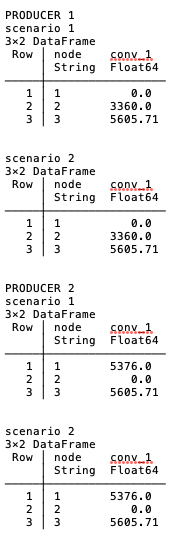 PRODUCER 1
scenario 1
3×2 DataFrame
Row │ node conv_1
│ String Float64
1 │ 1 0.0
2 │ 2 3360.0
3 │ 3 5605.71
scenario 2
3×2 DataFrame
Row │ node conv_1
│ String Float64
1 │ 1 0.0
2 │ 2 3360.0
3 │ 3 5605.71
PRODUCER 2
scenario 1
3×2 DataFrame
Row │ node conv_1
│ String Float64
1 │ 1 5376.0
2 │ 2 0.0
3 │ 3 5605.71
scenario 2
3×2 DataFrame
Row │ node conv_1
│ String Float64
1 │ 1 5376.0
2 │ 2 0.0
3 │ 3 5605.71